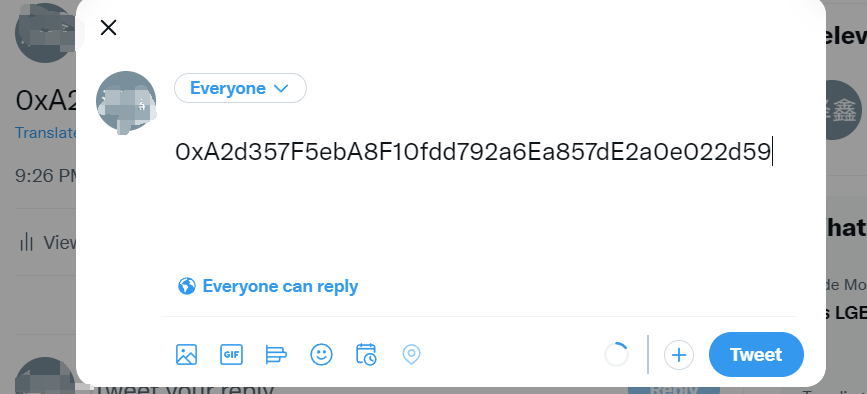 Everyone
0xA2d357F5ebA8F10fdd792a6Ea857dE2a0e022d59
Everyone can reply
GIF
Tweet
0xA2
Translate
9:26 PM
View
Tweet your reply
Reply
elev
鑫
hat
de Mo
s LGE